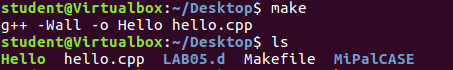 student@Virtualbox:~/Desktop$ make
g++ -Wall -o Hello hello.cpp
student@Virtualbox:~/Desktop$ ls
Hello hello.cpp LAB05.d Makefile MiPalCASE